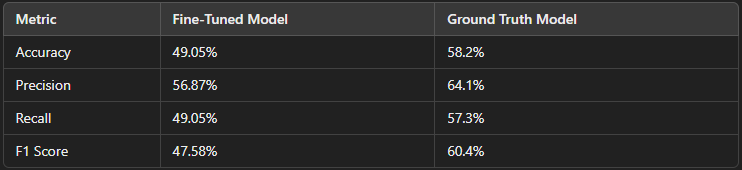 Metric Fine-Tuned Model Ground Truth Model
Accuracy 49.05% 58.2%
Precision 56.87% 64.1%
Recall 49.05% 57.3%
F1 Score 47.58% 60.4%